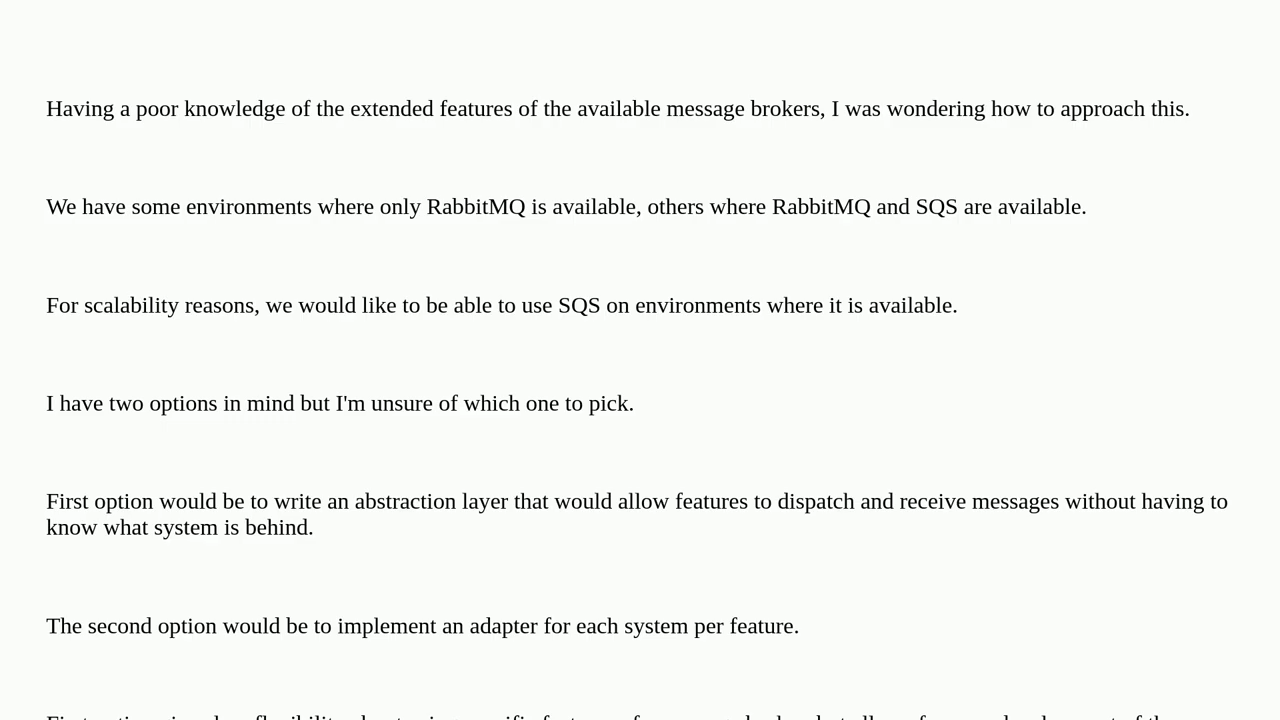 Having a poor knowledge of the extended features of the available message brokers, I was wondering how to approach this.
We have some environments where only RabbitMQ is available, others where RabbitMQ and SQS are available.
For scalability reasons, we would like to be able to use SQS on environments where it is available.
I have two options in mind but I'm unsure of which one to pick.
First option would be to write an abstraction layer that would allow features to dispatch and receive messages without having to
know what system is behind.
The second option would be to implement an adapter for each system per feature.